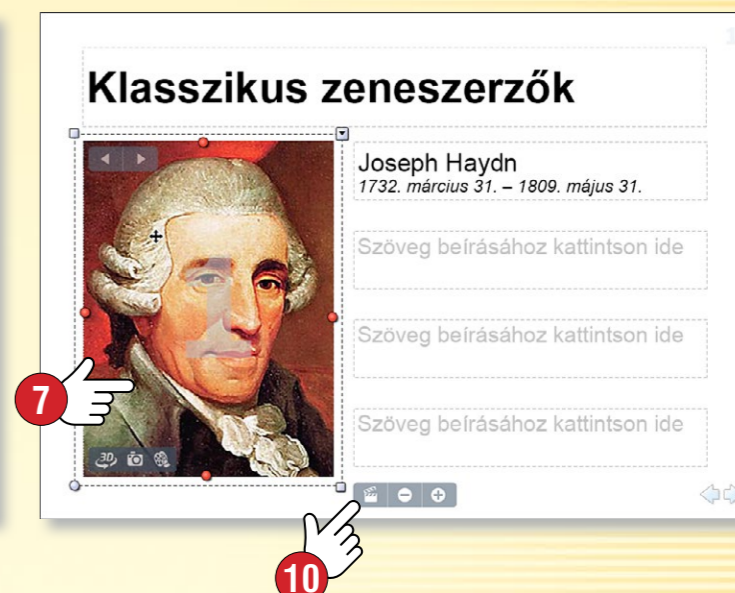 Klasszikus zeneszerzők
Joseph Haydn
1732. március 31. – 1809. május 31.
Szöveg beírásához kattintson ide
Szöveg beírásához kattintson ide
Szöveg beírásához kattintson ide
3D
7
10